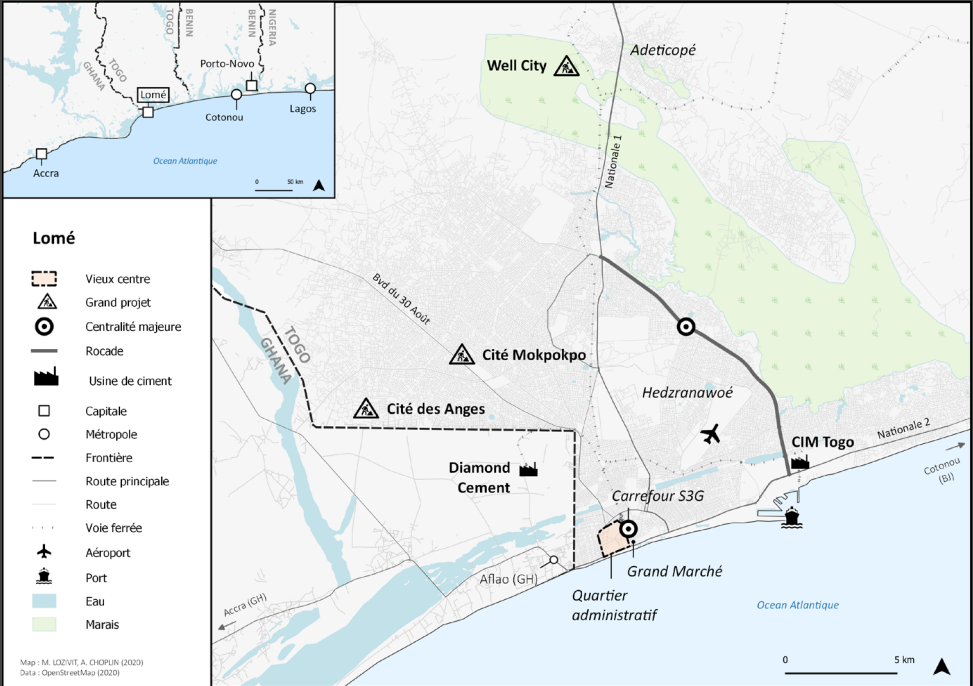 TOGO
BENIN
BENIN
NIGERIA
GHANA
TOGO
Porto-Novo
Lomé
Cotonou
Lagos
Ocean Atlantique
Accra
0 50 km
Lomé
Vieux centre
Grand projet
Centralité majeure
Rocade
Usine de ciment
Capitale
Métropole
Frontière
Route principale
Route
Voie ferrée
Aéroport
Port
Eau
Marais
Map : M. LOZIVIT, A. CHOPLIN (2020)
Data : OpenStreetMap (2020)
Adeticopé
Well City
Nationale 1
Bvd du 30 Août
TOGO
GHANA
Cité Mokpokpo
Cité des Anges
Hedzranawoé
CIM Togo
Nationale 2
Cotonou
(BJ)
Diamond
Cement
Carrefour S3G
Grand Marché
Aflao (GH)
Quartier
administratif
Accra (GH)
Ocean Atlantique
0 5 km